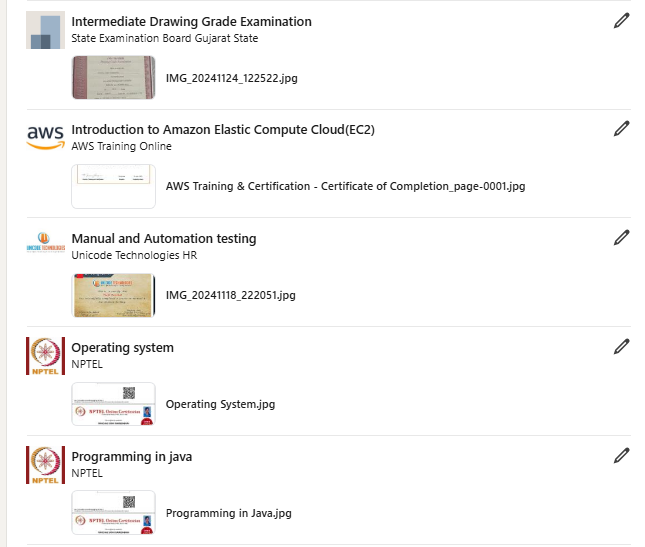 Intermediate Drawing Grade Examination
State Examination Board Gujarat State
IMG_20241124_122522.jpg
aws
Introduction to Amazon Elastic Compute Cloud(EC2)
AWS Training Online
AWS Training & Certification - Certificate of Completion_page-0001.jpg
UNICODE TECHNOLOGIES
Manual and Automation testing
Unicode Technologies HR
UNICODE TECHNOLOGIES
IMG_20241118_222051.jpg
NPTEL
Operating system
NPTEL
NPTEL Online Certification
Operating System.jpg
NPTEL
Programming in java
NPTEL
NPTEL Online Certification
Programming in Java.jpg